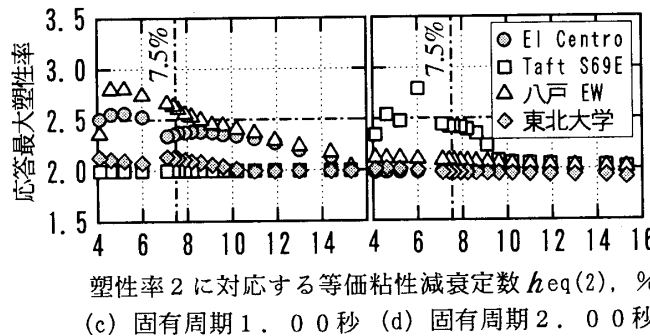 3.5
3.0
2.5
2.0
1.5
応答最大塑性率
7.5%
7.5%
El Centro
Taft S69E
八戸 EW
東北大学
4 6 8 10 12 14 4 6 8 10 12 14 16
塑性率2に対応する等価粘性減衰定数 heq(2), %
(c) 固有周期1.00秒 (d) 固有周期2.00秒